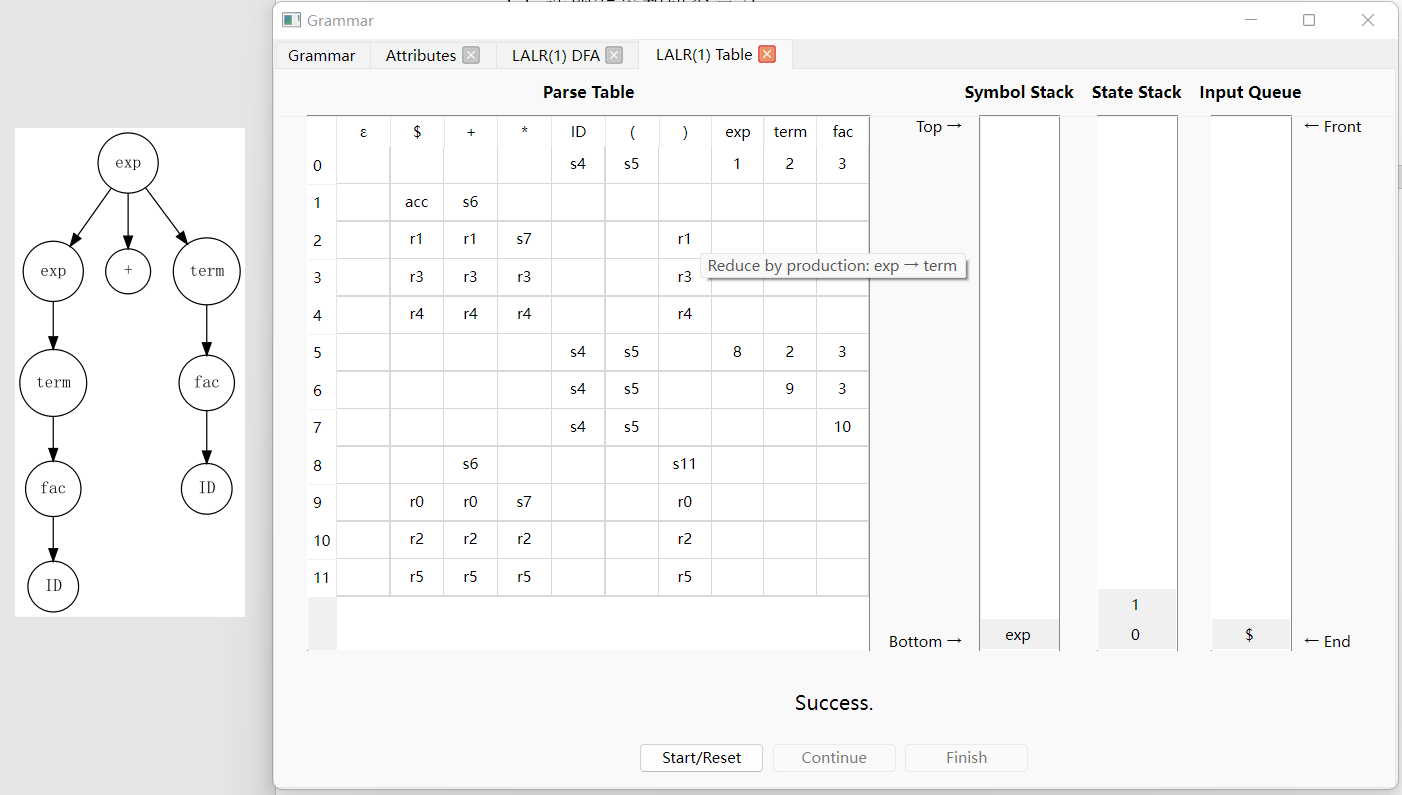 Grammar
Grammar Attributes LALR(1) DFA LALR(1) Table
Parse Table Symbol Stack State Stack Input Queue
ε $ + * ID ( ) exp term fac
Top → ← Front
0 s4 s5 1 2 3
1 acc s6
2 r1 r1 s7 r1
Reduce by production: exp → term
3 r3 r3 r3 r3
4 r4 r4 r4 r4
5 s4 s5 8 2 3
6 s4 s5 9 3
7 s4 s5 10
8 s6 s11
9 r0 r0 s7 r0
10 r2 r2 r2 r2
11 r5 r5 r5 r5
1
Bottom → exp 0 $ ← End
Success.
Start/Reset Continue Finish
exp
exp + term
term fac
fac ID
ID